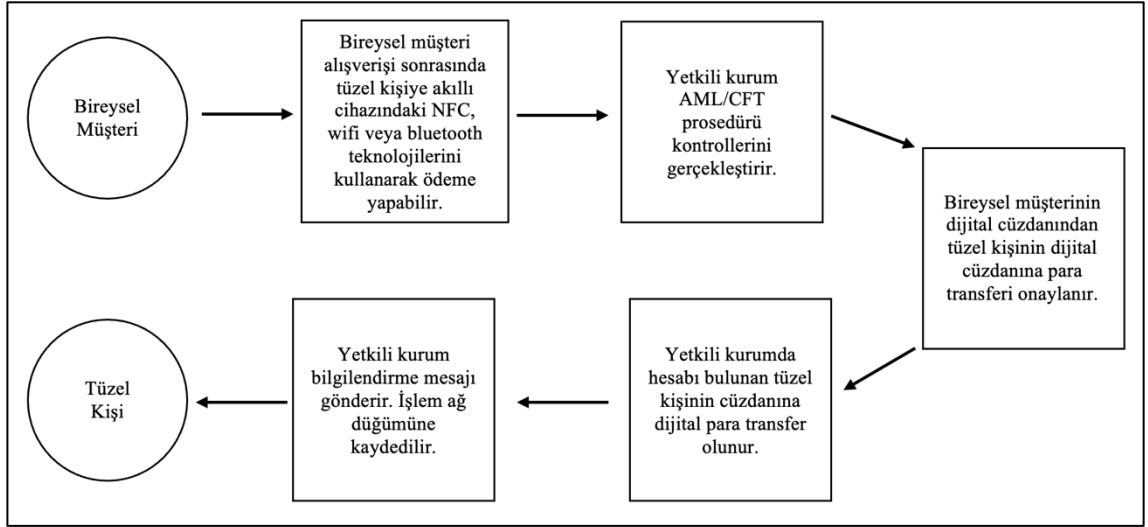 Bireysel
Müşteri
Bireysel müşteri
alışverişi sonrasında
tüzel kişiye akıllı
cihazındaki NFC,
wifi veya bluetooth
teknolojilerini
kullanarak ödeme
yapabilir.
Yetkili kurum
AML/CFT
prosedürü
kontrollerini
gerçekleştirir.
Bireysel müşterinin
dijital cüzdanından
tüzel kişinin dijital
cüzdanına para
transferi onaylanır.
Yetkili kurumda
hesabı bulunan tüzel
kişinin cüzdanına
dijital para transfer
olunur.
Yetkili kurum
bilgilendirme mesajı
gönderir. İşlem ağ
düğümüne
kaydedilir.
Tüzel
Kişi